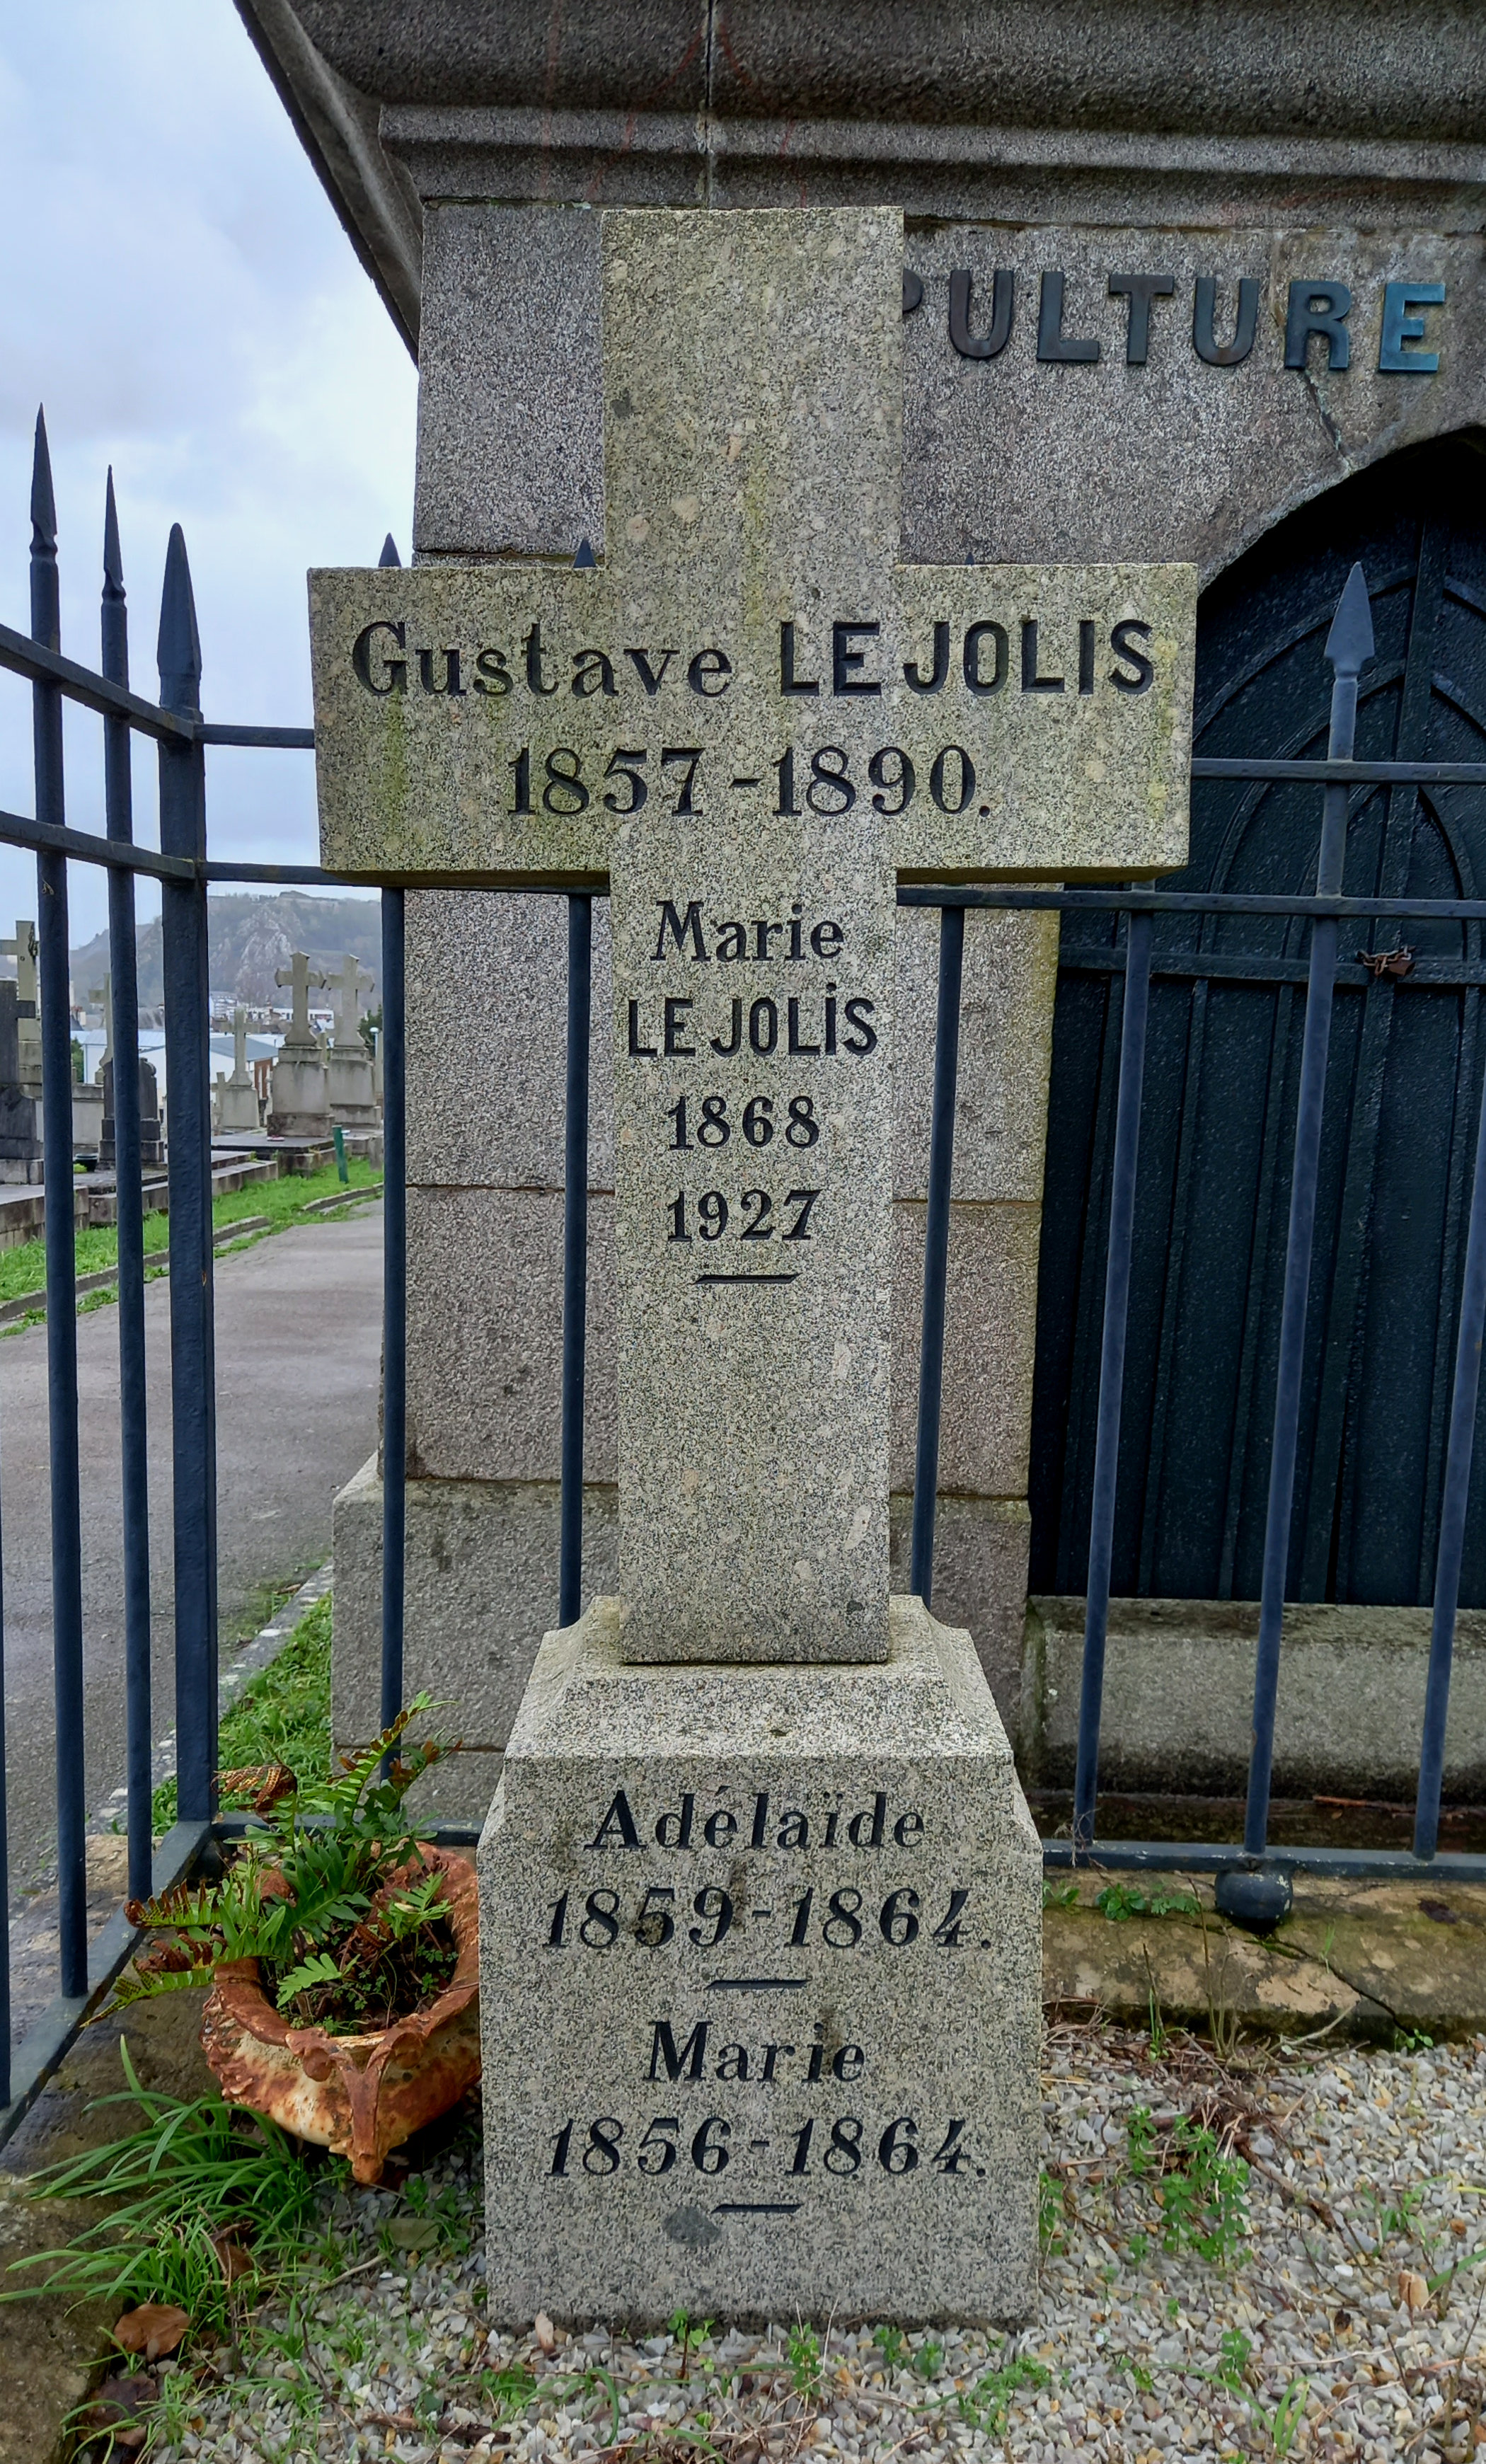 PULTURE
Gustave LE JOLIS
1857-1890.
Marie
LE JOLIS
1868
1927
Adélaïde
1859-1864.
Marie
1856-1864.